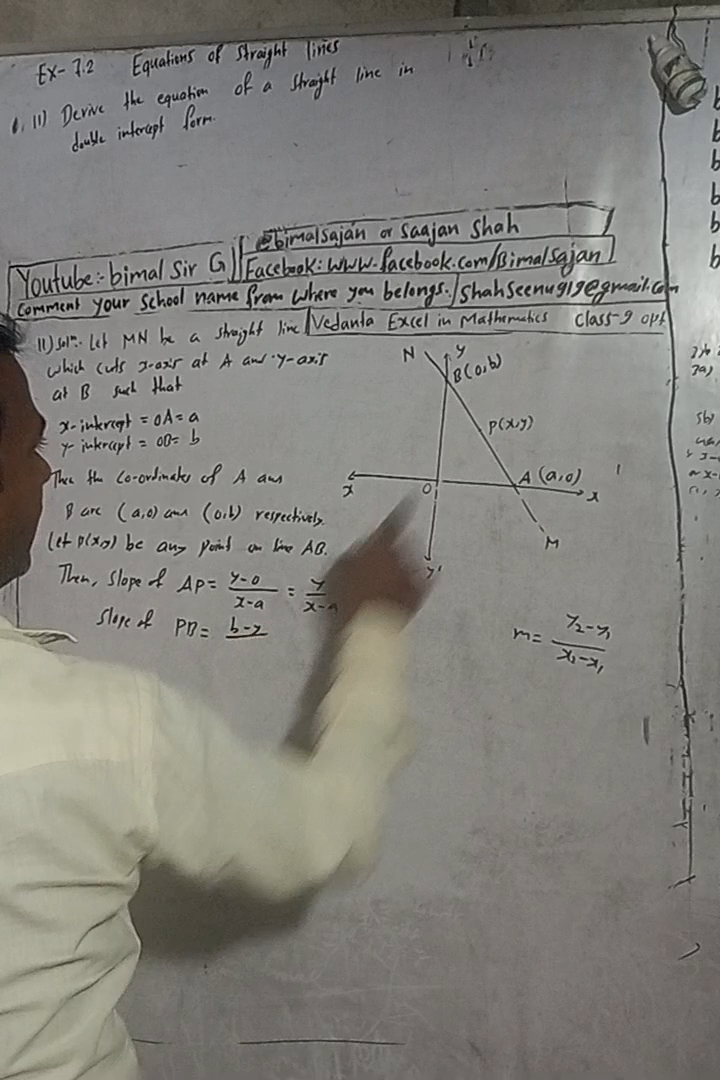 Ex- 7.2 Equations of straight lines
11) Derive the equation of a straight line in
double intercept form.
@bimalsajan or Saajan Shah
Youtube:- bimal Sir G
Facebook: www.facebook.com/Bimalsajan
Comment your school name from where you belongs. / shahseenu919@gmail.com
Vedanta Excel in Mathematics class-9 opt
11) Soln:- Let MN be a straight line
which cuts x-axis at A and y-axis
at B such that
x-intercept = OA = a
y-intercept = OB = b
Then the co-ordinates of A and
B are (a,0) and (0,b) respectively.
Let P(x,y) be any point on line AB.
Then, slope of AP = y-0/x-a = y/x-a
Slope of PB = b-y
N
y
B(0,b)
P(x,y)
A (a,0)
x
O
x
M
y'
m = y₂-y₁/x₂-x₁